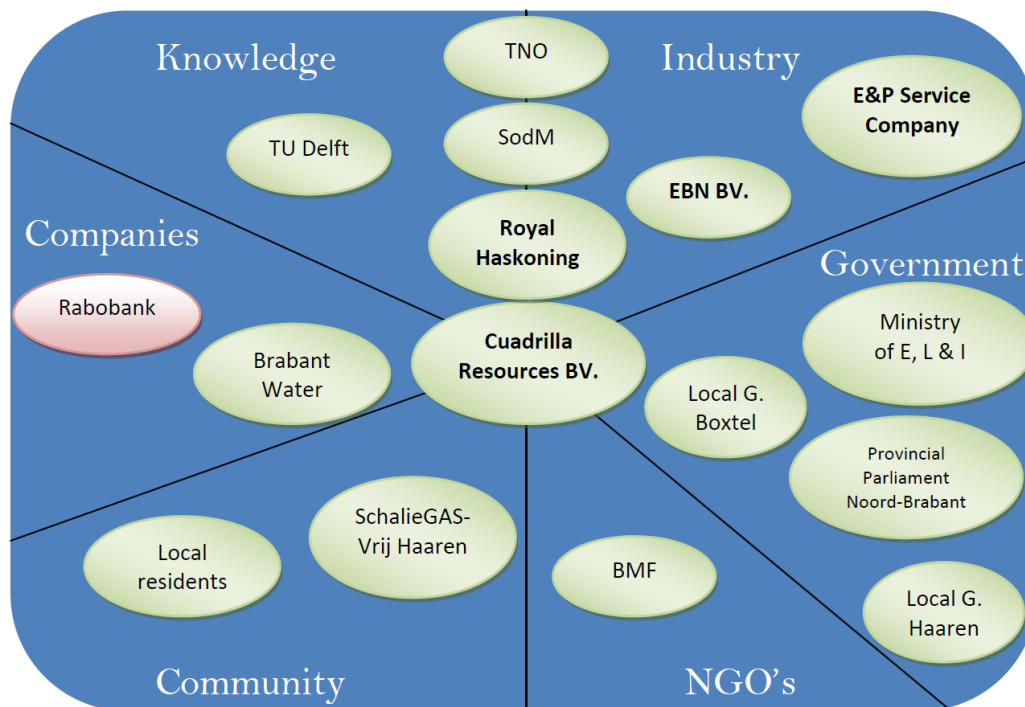 Knowledge
TNO
Industry
E&P Service
Company
SodM
TU Delft
EBN BV.
Royal
Haskoning
Companies
Government
Rabobank
Ministry
of E, L & I
Cuadrilla
Resources BV.
Brabant
Water
Local G.
Boxtel
Provincial
Parliament
Noord-Brabant
SchalieGAS-
Vrij Haaren
Local
residents
BMF
Local G.
Haaren
Community
NGO's